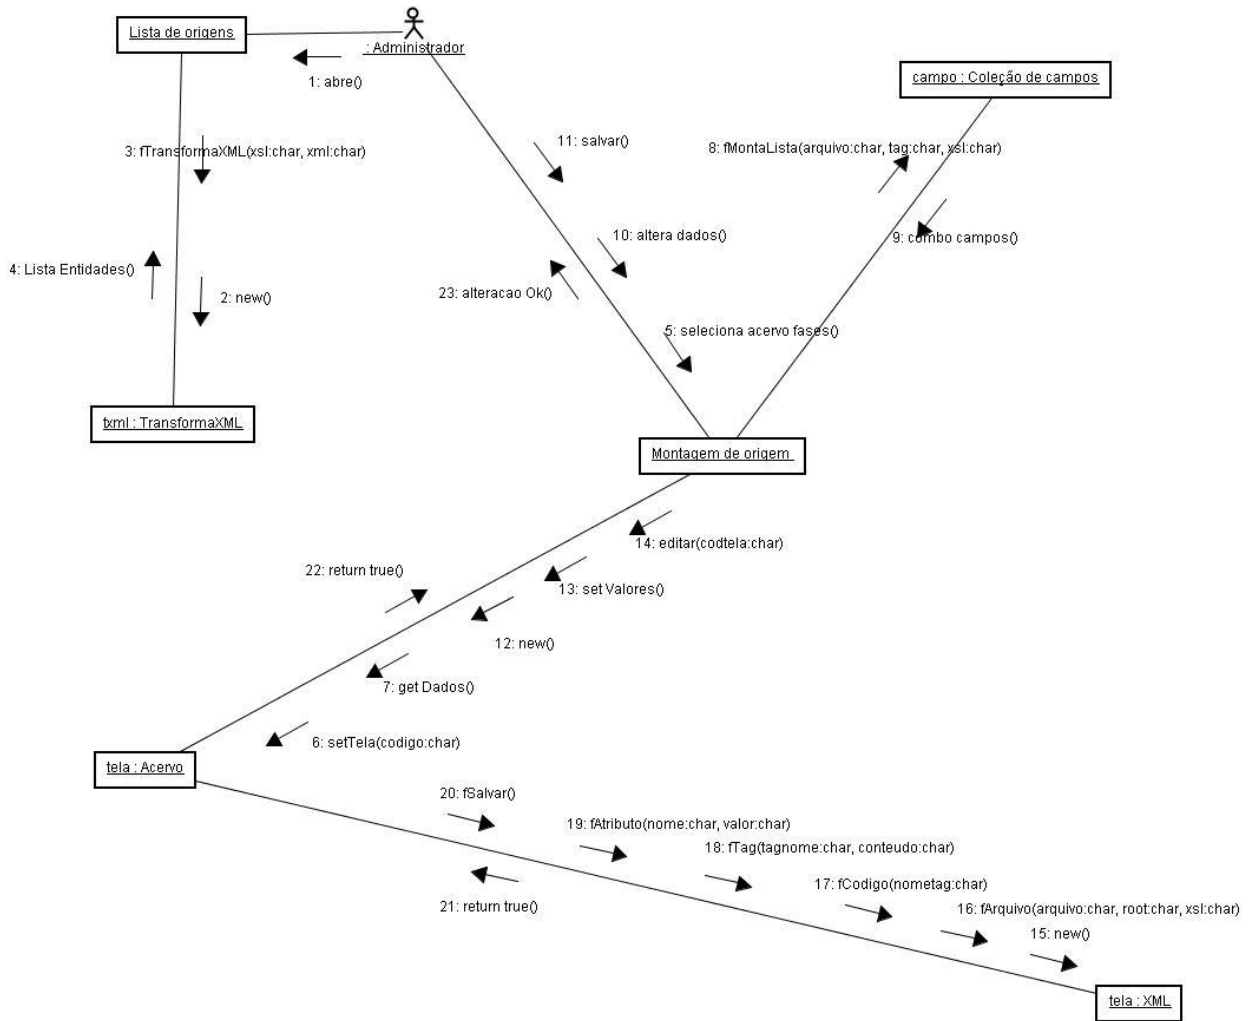 Lista de origens
: Administrador
1: abre()
campo : Coleção de campos
11: salvar()
8: fMontaLista(arquivo:char, tag:char, xsl:char)
3: fTransformaXML(xsl:char, xml:char)
10: altera dados()
9: combo campos()
4: Lista Entidades()
2: new()
23: alteracao Ok()
5: seleciona acervo fases()
txml : TransformaXML
Montagem de origem
14: editar(codtela:char)
22: return true()
13: set Valores()
12: new()
7: get Dados()
6: setTela(codigo:char)
tela : Acervo
20: fSalvar()
19: fAtributo(nome:char, valor:char)
18: fTag(tagnome:char, conteudo:char)
17: fCodigo(nometag:char)
21: return true()
16: fArquivo(arquivo:char, root:char, xsl:char)
15: new()
tela : XML